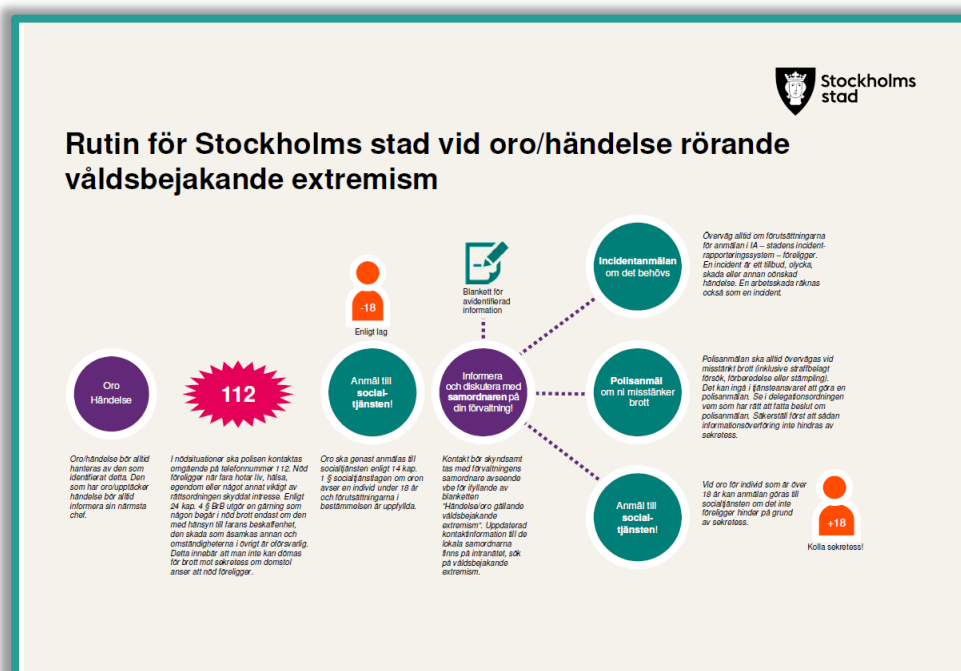 Stockholms
stad
Rutin för Stockholms stad vid oro/händelse rörande
våldsbejakande extremism
Oro
Händelse
Oro/händelse bör alltid
hanteras av den som
identifierat detta. Den
som har oro/upptäcker
händelse bör alltid
informera sin närmsta
chef.
112
I nödsituationer ska polisen kontaktas
omgående på telefonnummer 112. Nöd
föreligger när fara hotar liv, hälsa,
egendom eller något annat viktigt av
rättsordningen skyddat intresse. Enligt
24 kap. 4 § BrB utgör en gärning som
någon begår i nöd brott endast om den
med hänsyn till farans beskaffenhet,
den skada som åsamkas annan och
omständigheterna i övrigt är oförsvarlig.
Detta innebär att man inte kan dömas
för brott mot sekretess om domstol
anser att nöd föreligger.
-18
Enligt lag
Anmäl till
social-
tjänsten!
Oro ska genast anmälas till
socialtjänsten enligt 14 kap.
1 § socialtjänstlagen om oron
avser en individ under 18 år
och förutsättningarna i
bestämmelsen är uppfyllda.
Blankett för
avidentifierad
information
Informera
och diskutera med
samordnaren på
din förvaltning!
Kontakt bör skyndsamt
tas med förvaltningens
samordnare avseende
vbe för ifyllande av
blanketten
"Händelse/oro gällande
våldsbejakande
extremism". Uppdaterad
kontaktinformation till de
lokala samordnarna
finns på intranätet, sök
på våldsbejakande
extremism.
Incidentanmälan
om det behövs
Överväg alltid om förutsättningarna
för anmälan i IA – stadens incident-
rapporteringssystem – föreligger.
En incident är ett tillbud, olycka,
skada eller annan oönskad
händelse. En arbetsskada räknas
också som en incident.
Polisanmäl
om ni misstänker
brott
Polisanmälan ska alltid övervägas vid
misstänkt brott (inklusive straffbelagt
försök, förberedelse eller stämpling).
Det kan ingå i tjänsteansvaret att göra en
polisanmälan. Se i delegationsordningen
vem som har rätt att fatta beslut om
polisanmälan. Säkerställ först att sådan
informationsöverföring inte hindras av
sekretess.
Anmäl till
social-
tjänsten!
Vid oro för individ som är över
18 år kan anmälan göras till
socialtjänsten om det inte
föreligger hinder på grund
av sekretess.
+18
Kolla sekretess!